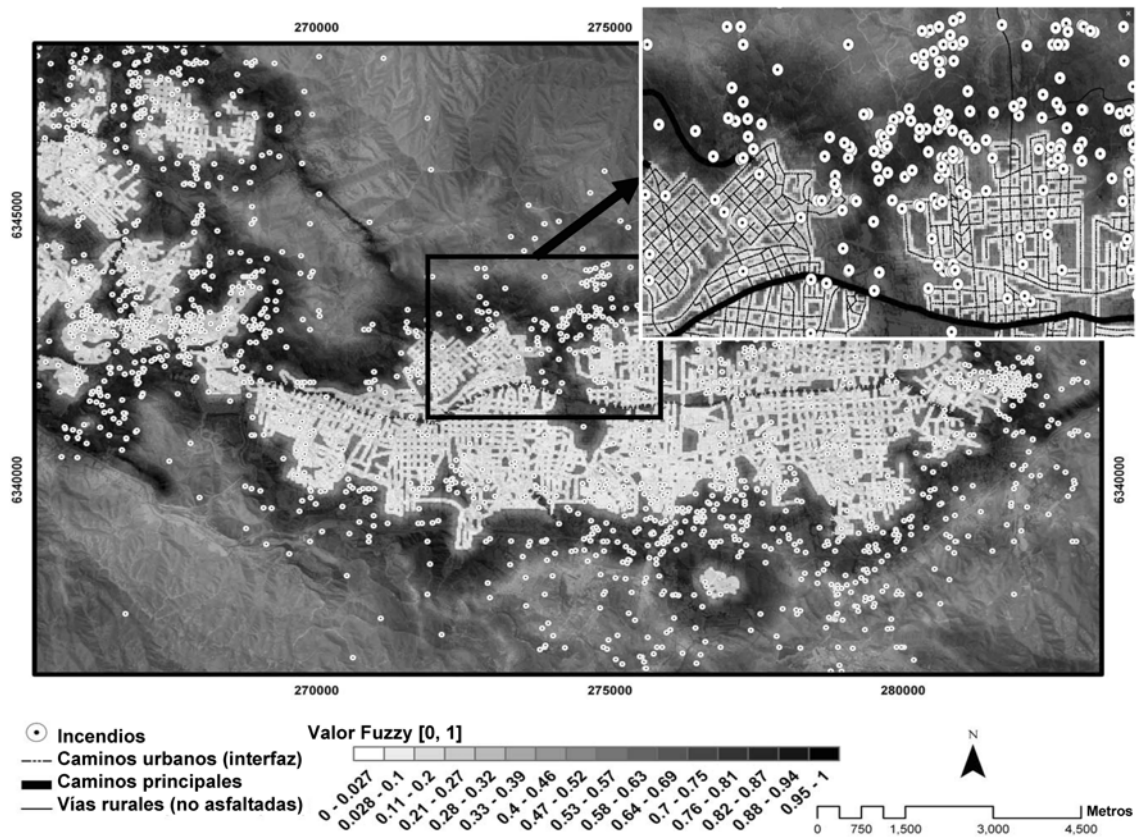 270000
275000
6345000
6340000
6340000
270000
275000
280000
Incendios
Caminos urbanos (interfaz)
Caminos principales
Vías rurales (no asfaltadas)
Valor Fuzzy [0, 1]
0 - 0.027
0.028 - 0.1
0.11 - 0.2
0.21 - 0.27
0.28 - 0.32
0.33 - 0.39
0.4 - 0.46
0.47 - 0.52
0.53 - 0.57
0.58 - 0.63
0.64 - 0.69
0.7 - 0.75
0.76 - 0.81
0.82 - 0.87
0.88 - 0.94
0.95 - 1
N
Metros
0 750 1,500 3,000 4,500